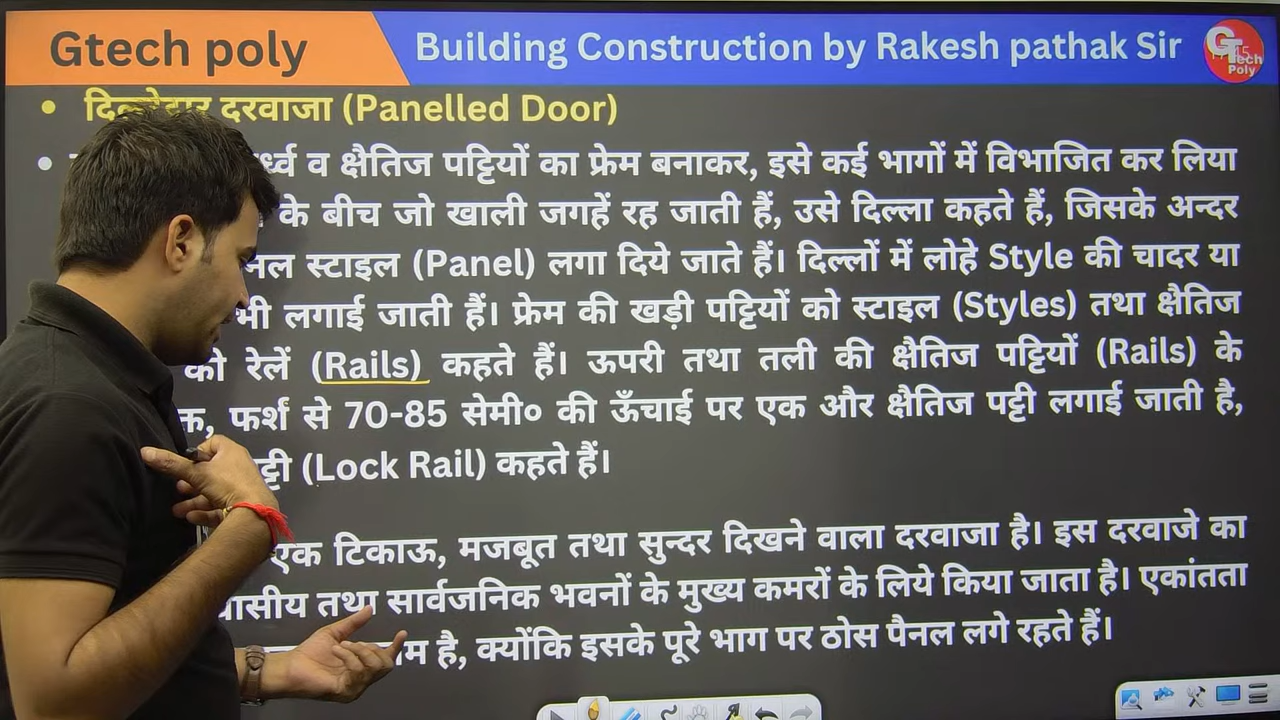 Gtech poly
Building Construction by Rakesh pathak Sir
GT
Tech
Poly
• दरवाजा (Panelled Door)
• व क्षैतिज पट्टियों का फ्रेम बनाकर, इसे कई भागों में विभाजित कर लिया
के बीच जो खाली जगहें रह जाती हैं, उसे दिल्ला कहते हैं, जिसके अन्दर
स्टाइल (Panel) लगा दिये जाते हैं। दिल्लों में लोहे Style की चादर या
भी लगाई जाती हैं। फ्रेम की खड़ी पट्टियों को स्टाइल (Styles) तथा क्षैतिज
को रेलें (Rails) कहते हैं। ऊपरी तथा तली की क्षैतिज पट्टियों (Rails) के
फर्श से 70-85 सेमी० की ऊँचाई पर एक और क्षैतिज पट्टी लगाई जाती है,
(Lock Rail) कहते हैं।
एक टिकाऊ, मजबूत तथा सुन्दर दिखने वाला दरवाजा है। इस दरवाजे का
तथा सार्वजनिक भवनों के मुख्य कमरों के लिये किया जाता है। एकांतता
है, क्योंकि इसके पूरे भाग पर ठोस पैनल लगे रहते हैं।